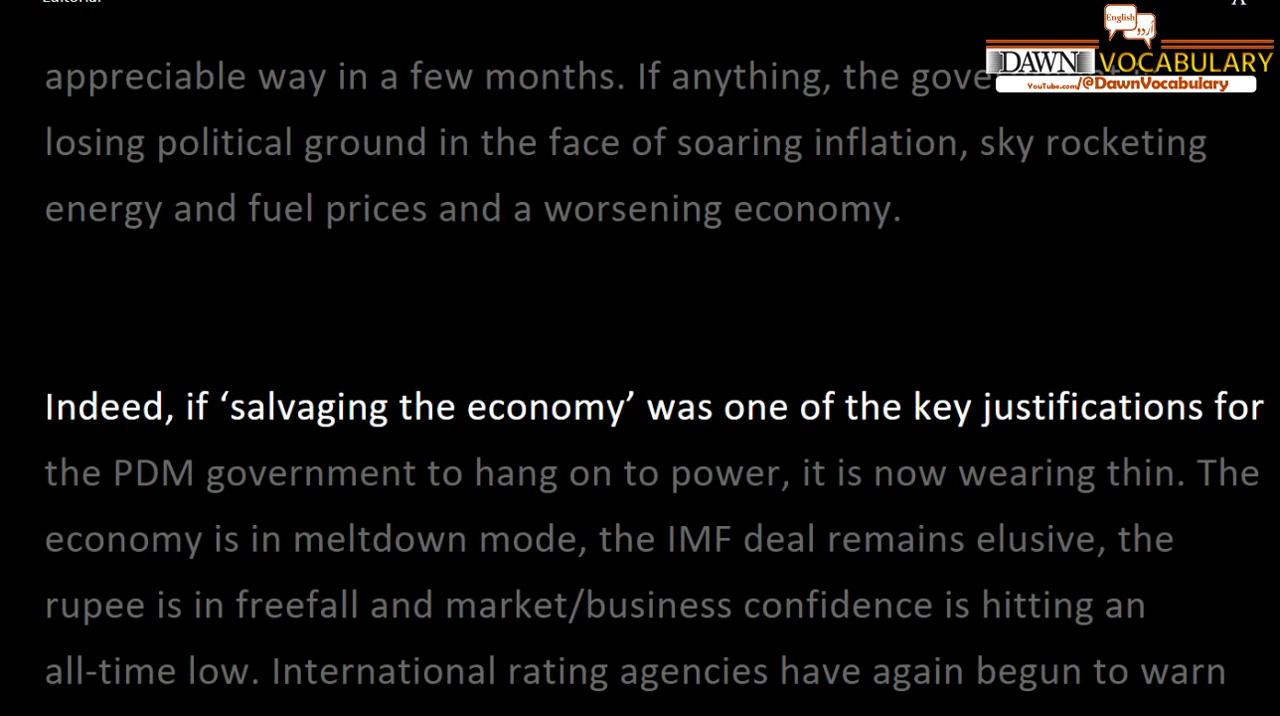 English
اردو
DAWN VOCABULARY
YouTube.com/@DawnVocabulary
appreciable way in a few months. If anything, the
losing political ground in the face of soaring inflation, sky rocketing
energy and fuel prices and a worsening economy.
Indeed, if ‘salvaging the economy’ was one of the key justifications for
the PDM government to hang on to power, it is now wearing thin. The
economy is in meltdown mode, the IMF deal remains elusive, the
rupee is in freefall and market/business confidence is hitting an
all-time low. International rating agencies have again begun to warn